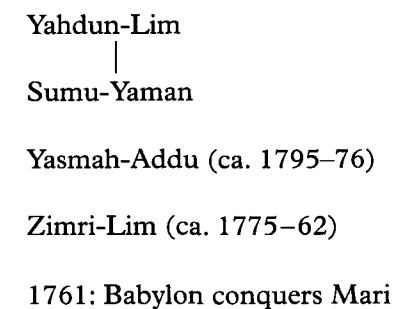 Yahdun-Lim
Sumu-Yaman
Yasmah-Addu (ca. 1795–76)
Zimri-Lim (ca. 1775–62)
1761: Babylon conquers Mari